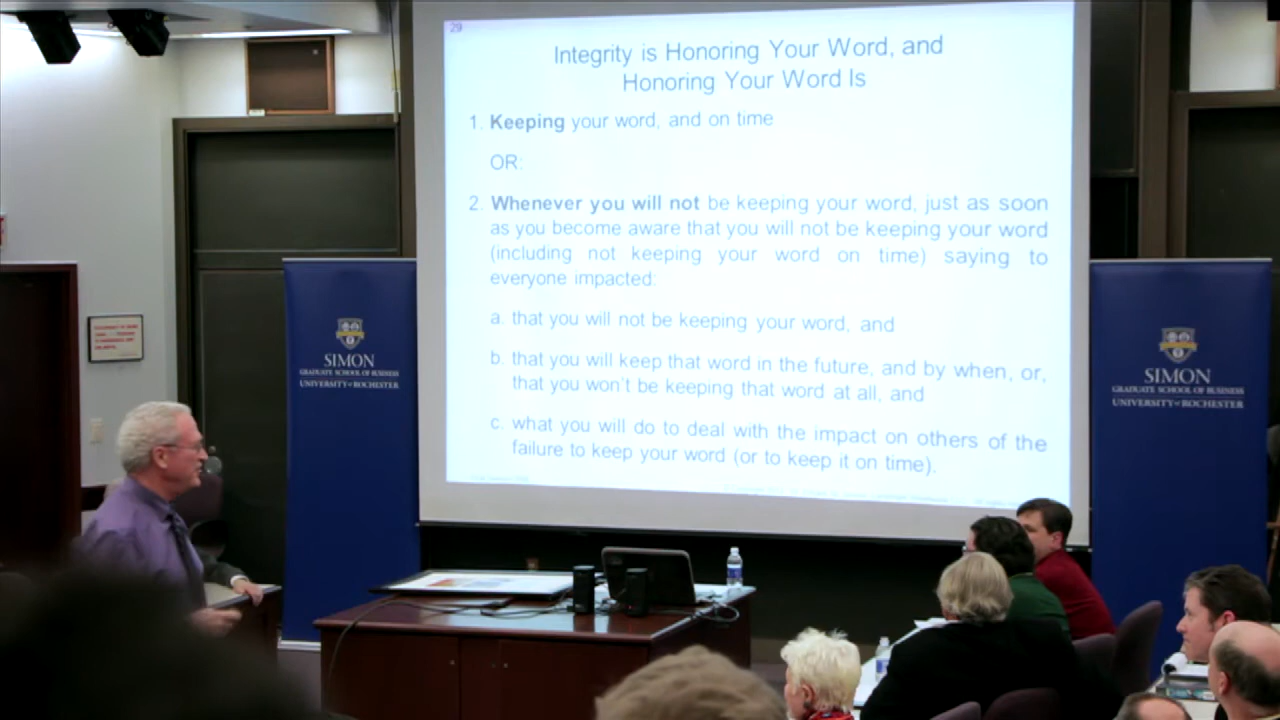 29
Integrity is Honoring Your Word, and
Honoring Your Word Is
1. Keeping your word, and on time
OR:
2. Whenever you will not be keeping your word, just as soon
as you become aware that you will not be keeping your word
(including not keeping your word on time) saying to
everyone impacted:
a. that you will not be keeping your word, and
b. that you will keep that word in the future, and by when, or,
that you won't be keeping that word at all, and
c. what you will do to deal with the impact on others of the
failure to keep your word (or to keep it on time).
SIMON
GRADUATE SCHOOL OF BUSINESS
UNIVERSITY of ROCHESTER
SIMON
GRADUATE SCHOOL OF BUSINESS
UNIVERSITY of ROCHESTER